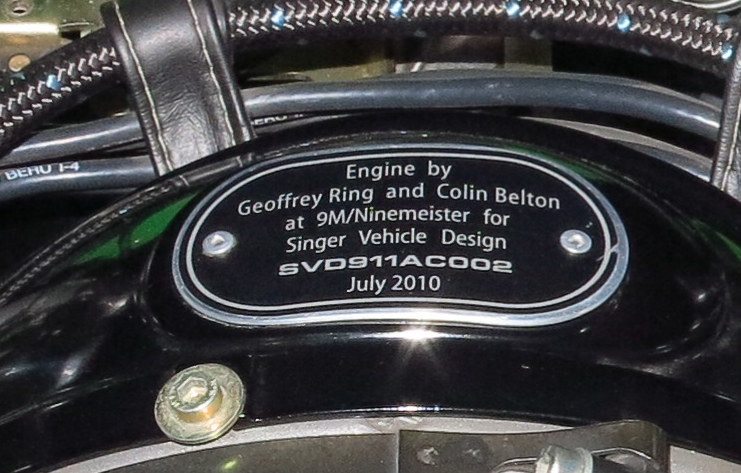 Engine by
Geoffrey Ring and Colin Belton
at 9M/Ninemeister for
Singer Vehicle Design
SVD911AC002
July 2010
BERU 1-4